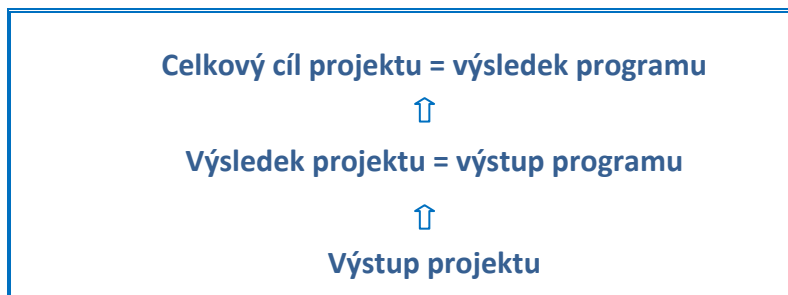 Celkový cíl projektu = výsledek programu
⇧
Výsledek projektu = výstup programu
⇧
Výstup projektu